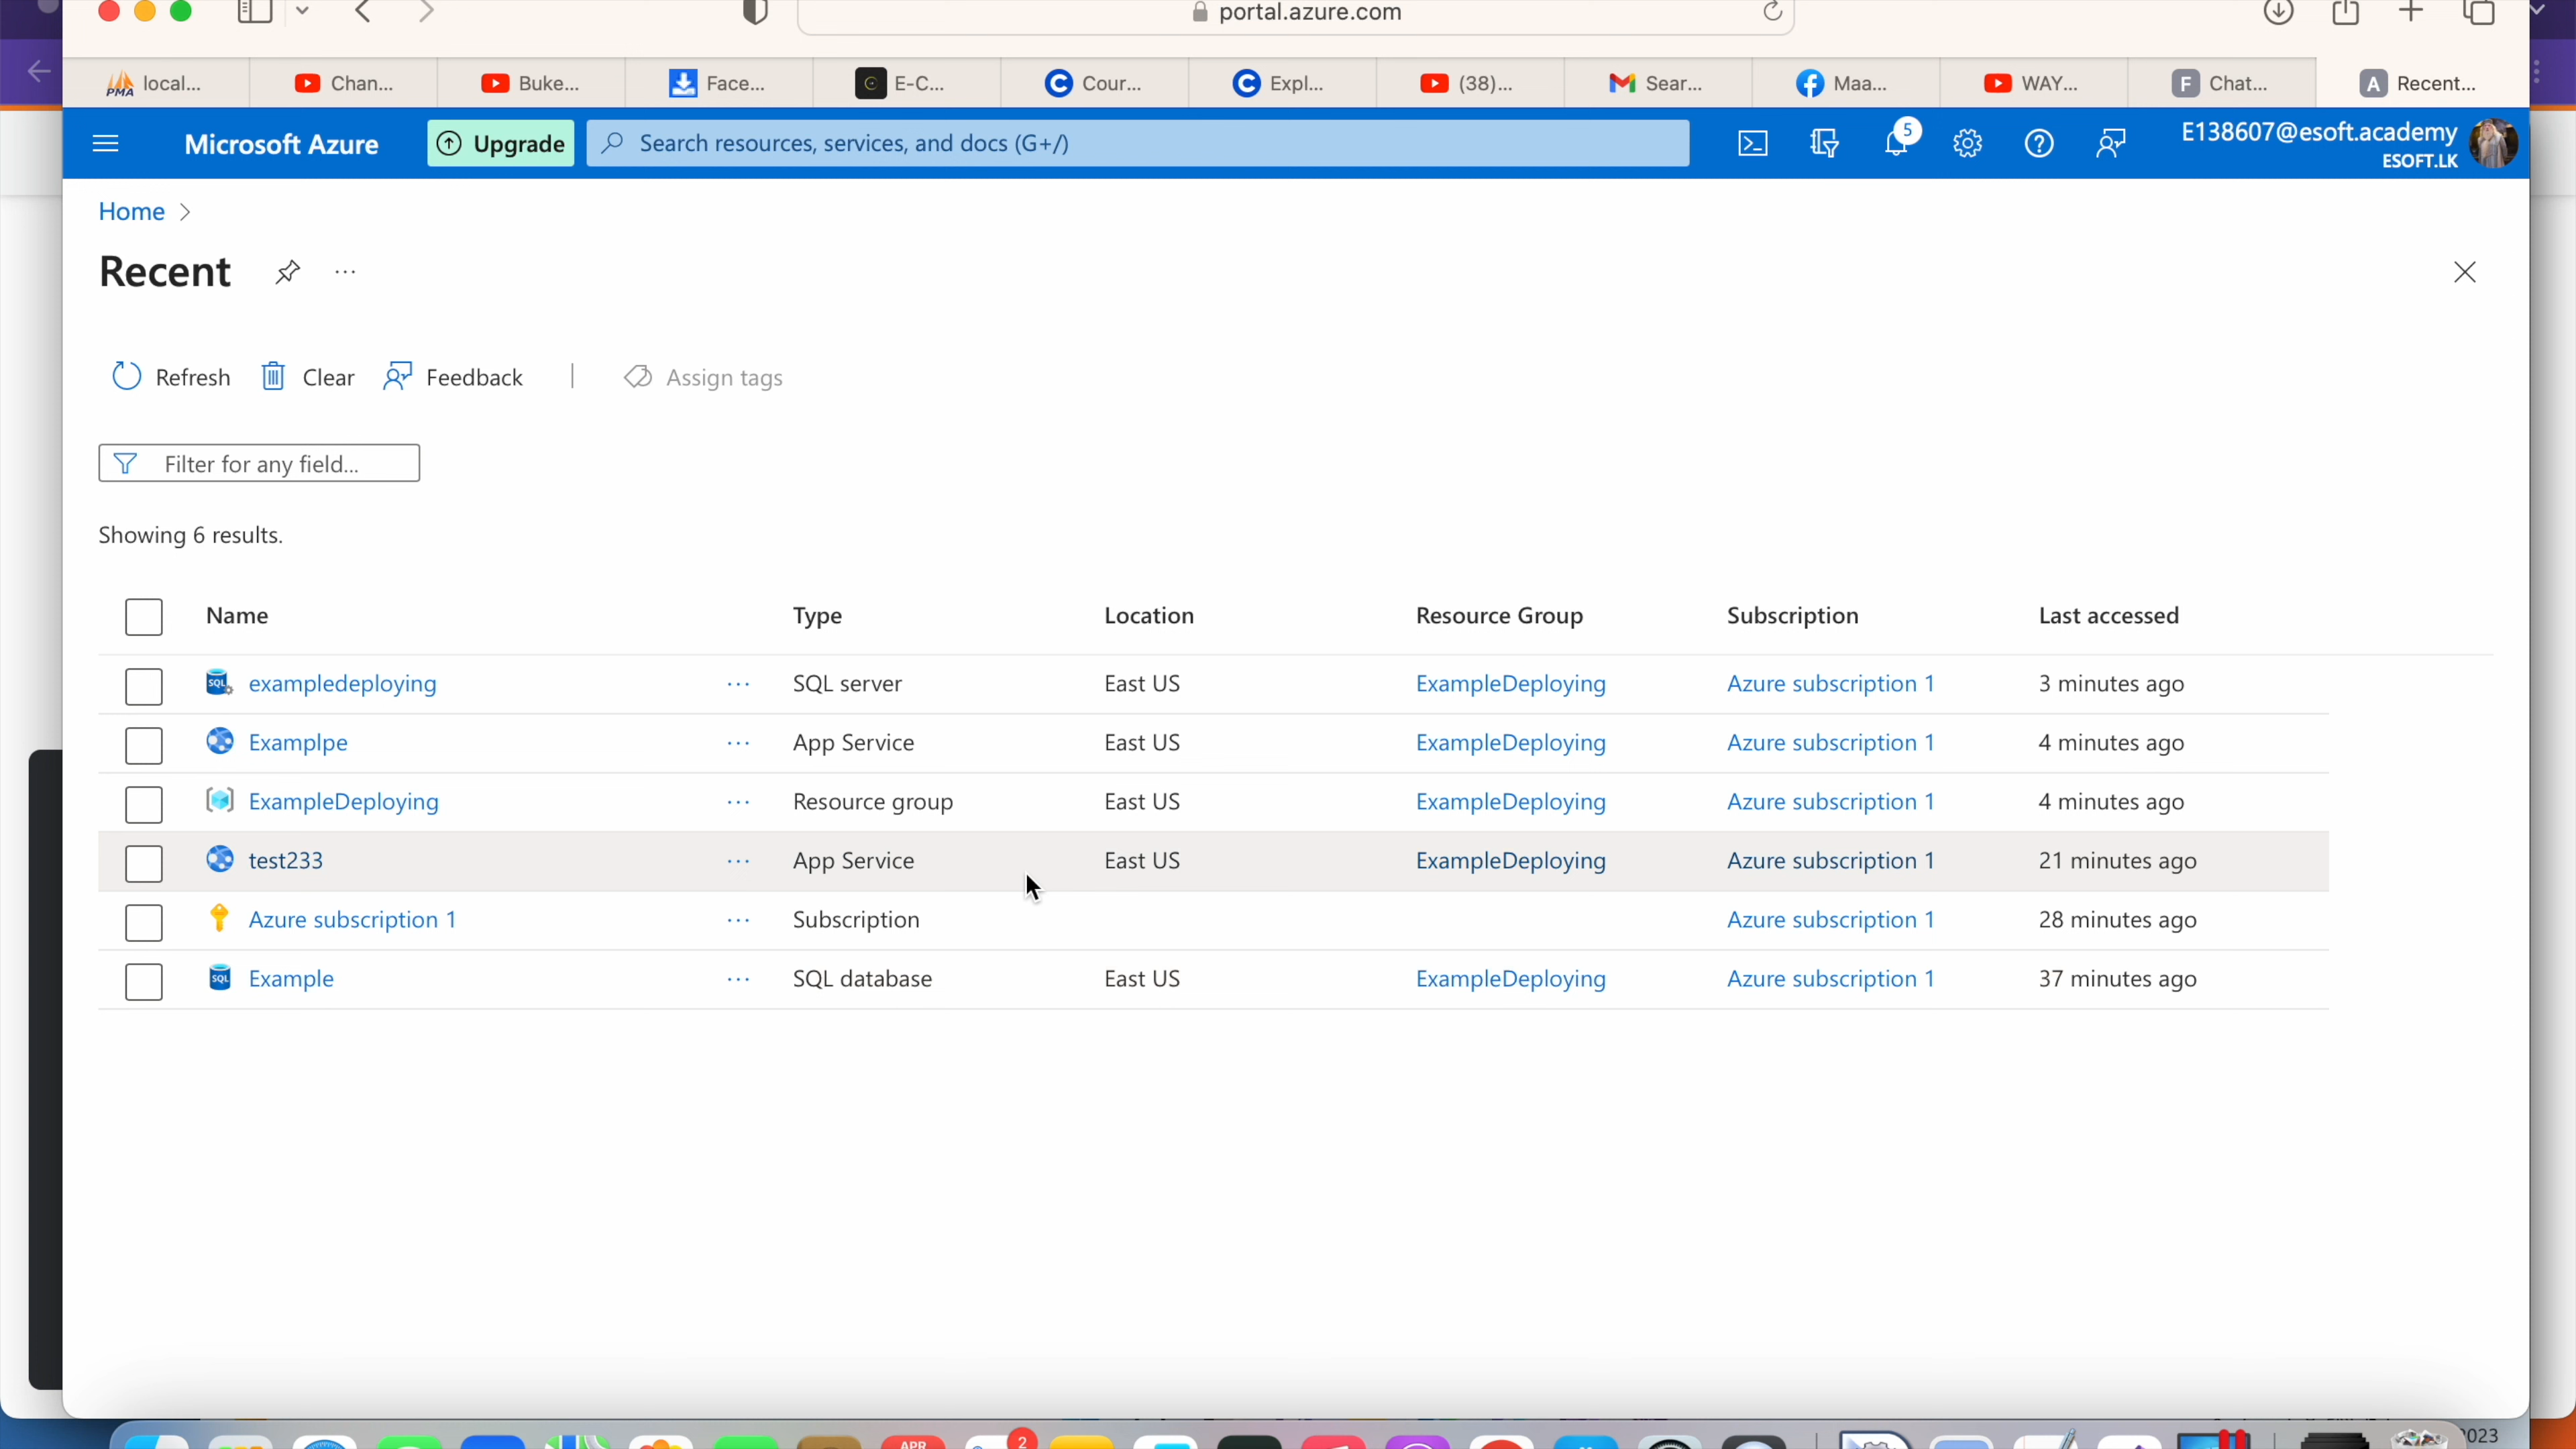 portal.azure.com
PMA local... Chan... Buke... Face... E-C... Cour... Expl... (38)... Sear... Maa... WAY... F Chat... A Recent...
Microsoft Azure Upgrade Search resources, services, and docs (G+/) 5 E138607@esoft.academy
ESOFT.LK
Home
Recent
Refresh Clear Feedback | Assign tags
Filter for any field...
Showing 6 results.
Name Type Location Resource Group Subscription Last accessed
SQL exampledeploying ... SQL server East US ExampleDeploying Azure subscription 1 3 minutes ago
Examplpe ... App Service East US ExampleDeploying Azure subscription 1 4 minutes ago
ExampleDeploying ... Resource group East US ExampleDeploying Azure subscription 1 4 minutes ago
test233 ... App Service East US ExampleDeploying Azure subscription 1 21 minutes ago
Azure subscription 1 ... Subscription Azure subscription 1 28 minutes ago
SQL Example ... SQL database East US ExampleDeploying Azure subscription 1 37 minutes ago
APR 2